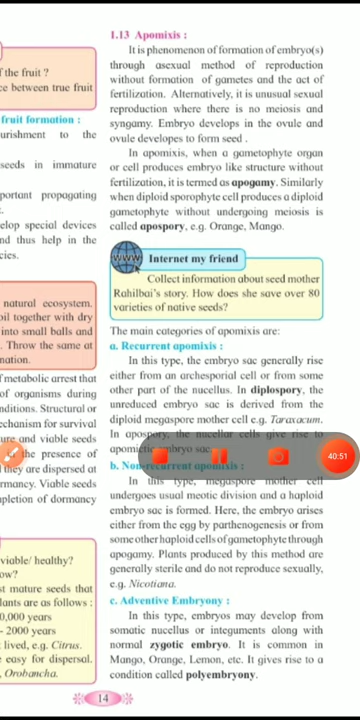 f the fruit ?
ce between true fruit
fruit formation :
urishment to the
seeds in immature
portant propagating
elop special devices
nd thus help in the
cies.
natural ecosystem.
oil together with dry
into small balls and
. Throw the same at
nation.
f metabolic arrest that
of organisms during
nditions. Structural or
echanism for survival
ure and viable seeds
the presence of
they are dispersed at
rmancy. Viable seeds
npletion of dormancy
viable/ healthy?
ow?
st mature seeds that
lants are as follows :
0,000 years
- 2000 years
lived, e.g. Citrus.
e easy for dispersal.
, Orobancha.
1.13 Apomixis :
It is phenomenon of formation of embryo(s)
through asexual method of reproduction
without formation of gametes and the act of
fertilization. Alternatively, it is unusual sexual
reproduction where there is no meiosis and
syngamy. Embryo develops in the ovule and
ovule developes to form seed .
In apomixis, when a gametophyte organ
or cell produces embryo like structure without
fertilization, it is termed as apogamy. Similarly
when diploid sporophyte cell produces a diploid
gametophyte without undergoing meiosis is
called apospory, e.g. Orange, Mango.
www
Internet my friend
Collect information about seed mother
Rahilbai's story. How does she save over 80
varieties of native seeds?
The main categories of apomixis are:
a. Recurrent apomixis :
In this type, the embryo sac generally rise
either from an archesporial cell or from some
other part of the nucellus. In diplospory, the
unreduced embryo sac is derived from the
diploid megaspore mother cell e.g. Taraxacum.
In apospory, the nucellar cells give rise to
apomictic embryo sac.
40:51
b. Non-recurrent apomixis :
In this type, megaspore mother cell
undergoes usual meotic division and a haploid
embryo sac is formed. Here, the embryo arises
either from the egg by parthenogenesis or from
some other haploid cells of gametophyte through
apogamy. Plants produced by this method are
generally sterile and do not reproduce sexually,
e.g. Nicotiana.
c. Adventive Embryony :
In this type, embryos may develop from
somatic nucellus or integuments along with
normal zygotic embryo. It is common in
Mango, Orange, Lemon, etc. It gives rise to a
condition called polyembryony.
14